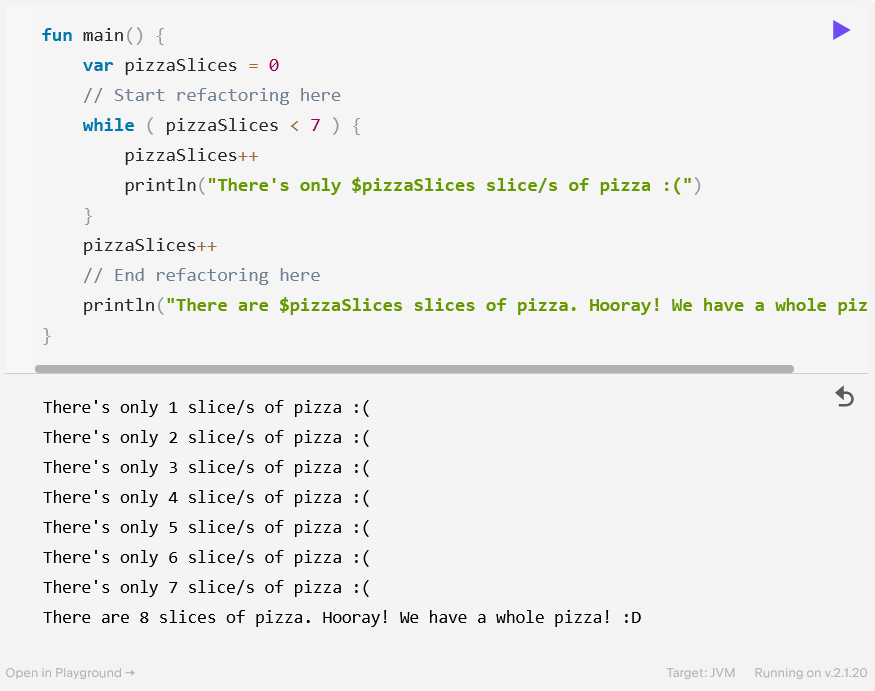 fun main() {
    var pizzaSlices = 0
    // Start refactoring here
    while ( pizzaSlices < 7 ) {
        pizzaSlices++
        println("There's only $pizzaSlices slice/s of pizza :(")
    }
    pizzaSlices++
    // End refactoring here
    println("There are $pizzaSlices slices of pizza. Hooray! We have a whole piz
}
There's only 1 slice/s of pizza :(
There's only 2 slice/s of pizza :(
There's only 3 slice/s of pizza :(
There's only 4 slice/s of pizza :(
There's only 5 slice/s of pizza :(
There's only 6 slice/s of pizza :(
There's only 7 slice/s of pizza :(
There are 8 slices of pizza. Hooray! We have a whole pizza! :D
Open in Playground →
Target: JVM Running on v.2.1.20